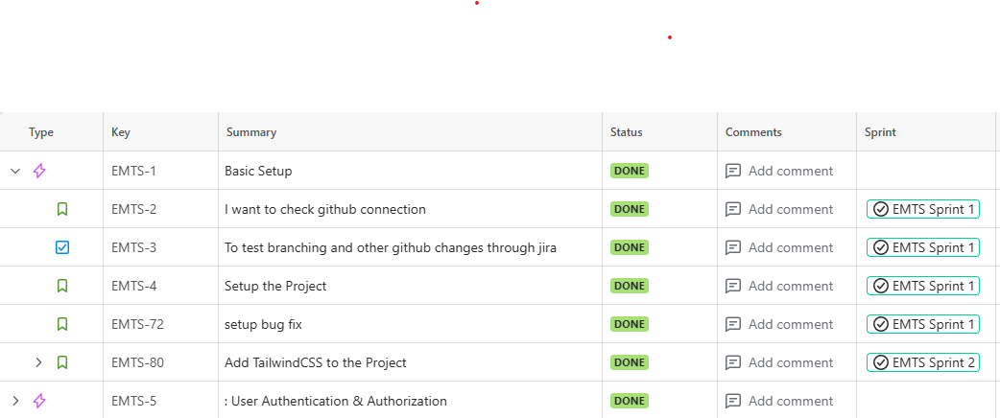 Type Key Summary Status Comments Sprint
EMTS-1 Basic Setup DONE Add comment
EMTS-2 I want to check github connection DONE Add comment EMTS Sprint 1
EMTS-3 To test branching and other github changes through jira DONE Add comment EMTS Sprint 1
EMTS-4 Setup the Project DONE Add comment EMTS Sprint 1
EMTS-72 setup bug fix DONE Add comment EMTS Sprint 1
EMTS-80 Add TailwindCSS to the Project DONE Add comment EMTS Sprint 2
EMTS-5 : User Authentication & Authorization DONE Add comment